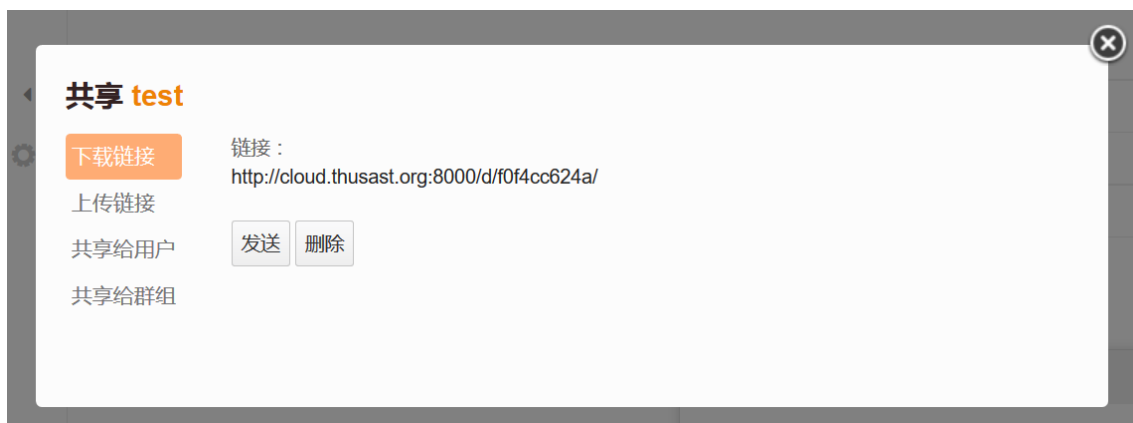 共享 test
下载链接
上传链接
共享给用户
共享给群组
链接：
http://cloud.thusast.org:8000/d/f0f4cc624a/
发送 删除